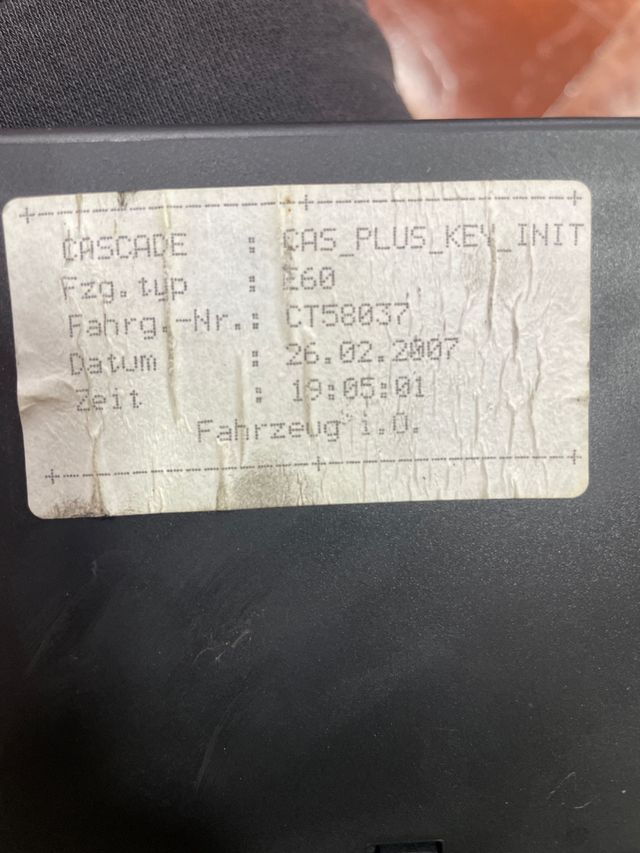 CASCADE : CAS_PLUS_KEY_INIT
Fzg.typ : E60
Fahrg.-Nr.: CT58037
Datum : 26.02.2007
Zeit : 19:05:01
Fahrzeug i.O.